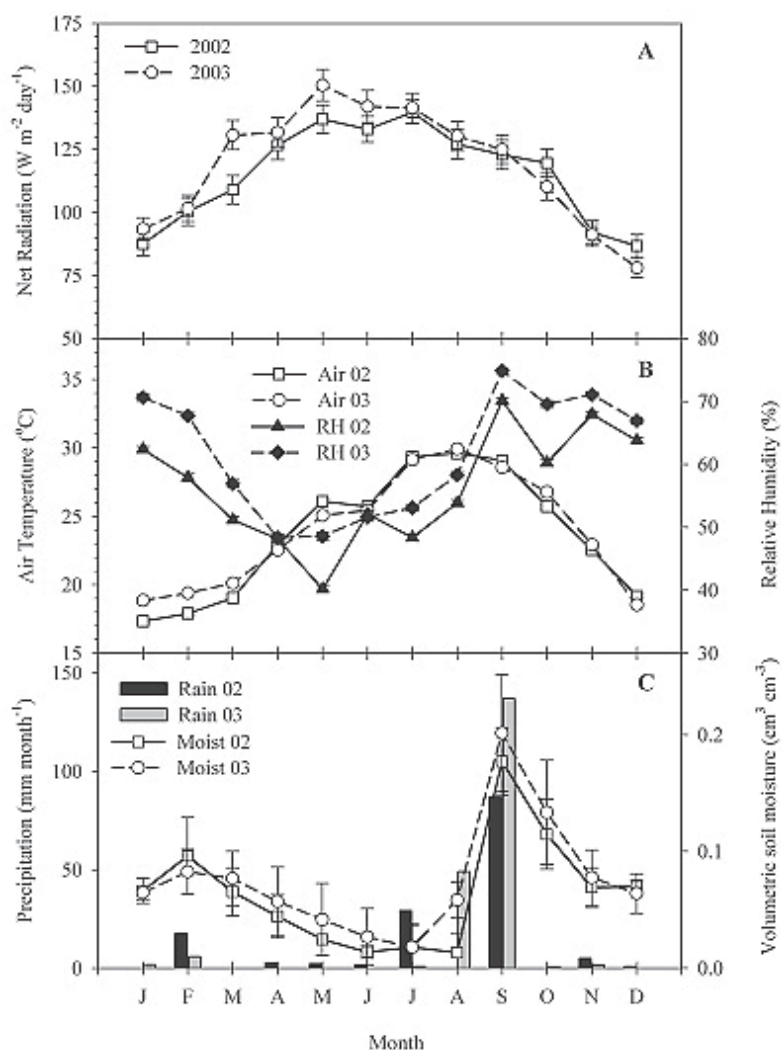 175
150
125
100
75
50
Net Radiation (W m-2 day-1)
2002
2003
A
35
30
25
20
15
Air Temperature (oC)
Air 02
Air 03
RH 02
RH 03
B
80
70
60
50
40
30
Relative Humidity (%)
150
100
50
0
Precipitation (mm month-1)
Rain 02
Rain 03
Moist 02
Moist 03
C
0.2
0.1
0.0
Volumetric soil moisture (cm3 cm-3)
J F M A M J J A S O N D
Month